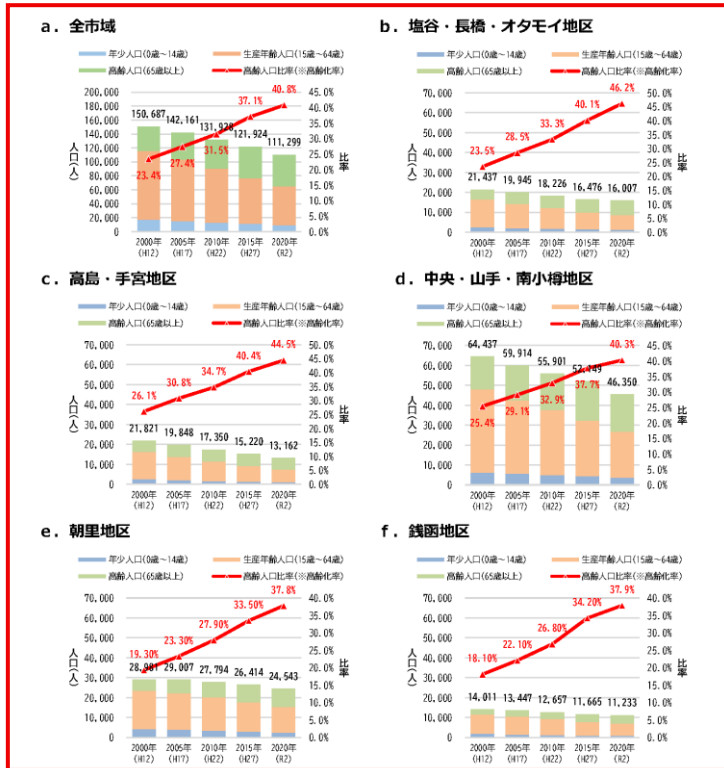 a．全市域
年少人口(0歳～14歳) 生産年齢人口(15歳～64歳)
高齢人口(65歳以上) 高齢人口比率(※高齢化率)
人口(人)
200,000
180,000
160,000
140,000
120,000
100,000
80,000
60,000
40,000
20,000
0
150,687 142,161 131,928 121,924 111,299
23.4% 27.4% 31.5% 37.1% 40.8%
45.0%
40.0%
35.0%
30.0%
25.0%
20.0%
15.0%
10.0%
5.0%
0.0%
比率
2000年 2005年 2010年 2015年 2020年
(H12) (H17) (H22) (H27) (R2)
b．塩谷・長橋・オタモイ地区
年少人口(0歳～14歳) 生産年齢人口(15歳～64歳)
高齢人口(65歳以上) 高齢人口比率(※高齢化率)
人口(人)
70,000
60,000
50,000
40,000
30,000
20,000
10,000
0
23.5% 28.5% 33.3% 40.1% 46.2%
21,437 19,945 18,226 16,476 16,007
50.0%
45.0%
40.0%
35.0%
30.0%
25.0%
20.0%
15.0%
10.0%
5.0%
0.0%
比率
2000年 2005年 2010年 2015年 2020年
(H12) (H17) (H22) (H27) (R2)
c．高島・手宮地区
年少人口(0歳～14歳) 生産年齢人口(15歳～64歳)
高齢人口(65歳以上) 高齢人口比率(※高齢化率)
人口(人)
70,000
60,000
50,000
40,000
30,000
20,000
10,000
0
26.1% 30.8% 34.7% 40.4% 44.5%
21,821 19,848 17,350 15,220 13,162
50.0%
45.0%
40.0%
35.0%
30.0%
25.0%
20.0%
15.0%
10.0%
5.0%
0.0%
比率
2000年 2005年 2010年 2015年 2020年
(H12) (H17) (H22) (H27) (R2)
d．中央・山手・南小樽地区
年少人口(0歳～14歳) 生産年齢人口(15歳～64歳)
高齢人口(65歳以上) 高齢人口比率(※高齢化率)
人口(人)
70,000
60,000
50,000
40,000
30,000
20,000
10,000
0
64,437 59,914 55,901 46,350
25.4% 29.1% 32.9% 37.7% 40.3%
45.0%
40.0%
35.0%
30.0%
25.0%
20.0%
15.0%
10.0%
5.0%
0.0%
比率
2000年 2005年 2010年 2015年 2020年
(H12) (H17) (H22) (H27) (R2)
e．朝里地区
年少人口(0歳～14歳) 生産年齢人口(15歳～64歳)
高齢人口(65歳以上) 高齢人口比率(※高齢化率)
人口(人)
70,000
60,000
50,000
40,000
30,000
20,000
10,000
0
19.30% 23.30% 27.90% 33.50% 37.8%
28,981 29,007 27,794 26,414 24,543
40.0%
35.0%
30.0%
25.0%
20.0%
15.0%
10.0%
5.0%
0.0%
比率
2000年 2005年 2010年 2015年 2020年
(H12) (H17) (H22) (H27) (R2)
f．銭函地区
年少人口(0歳～14歳) 生産年齢人口(15歳～64歳)
高齢人口(65歳以上) 高齢人口比率(※高齢化率)
人口(人)
70,000
60,000
50,000
40,000
30,000
20,000
10,000
0
18.10% 22.10% 26.80% 34.20% 37.9%
14,011 13,447 12,657 11,665 11,233
40.0%
35.0%
30.0%
25.0%
20.0%
15.0%
10.0%
5.0%
0.0%
比率
2000年 2005年 2010年 2015年 2020年
(H12) (H17) (H22) (H27) (R2)